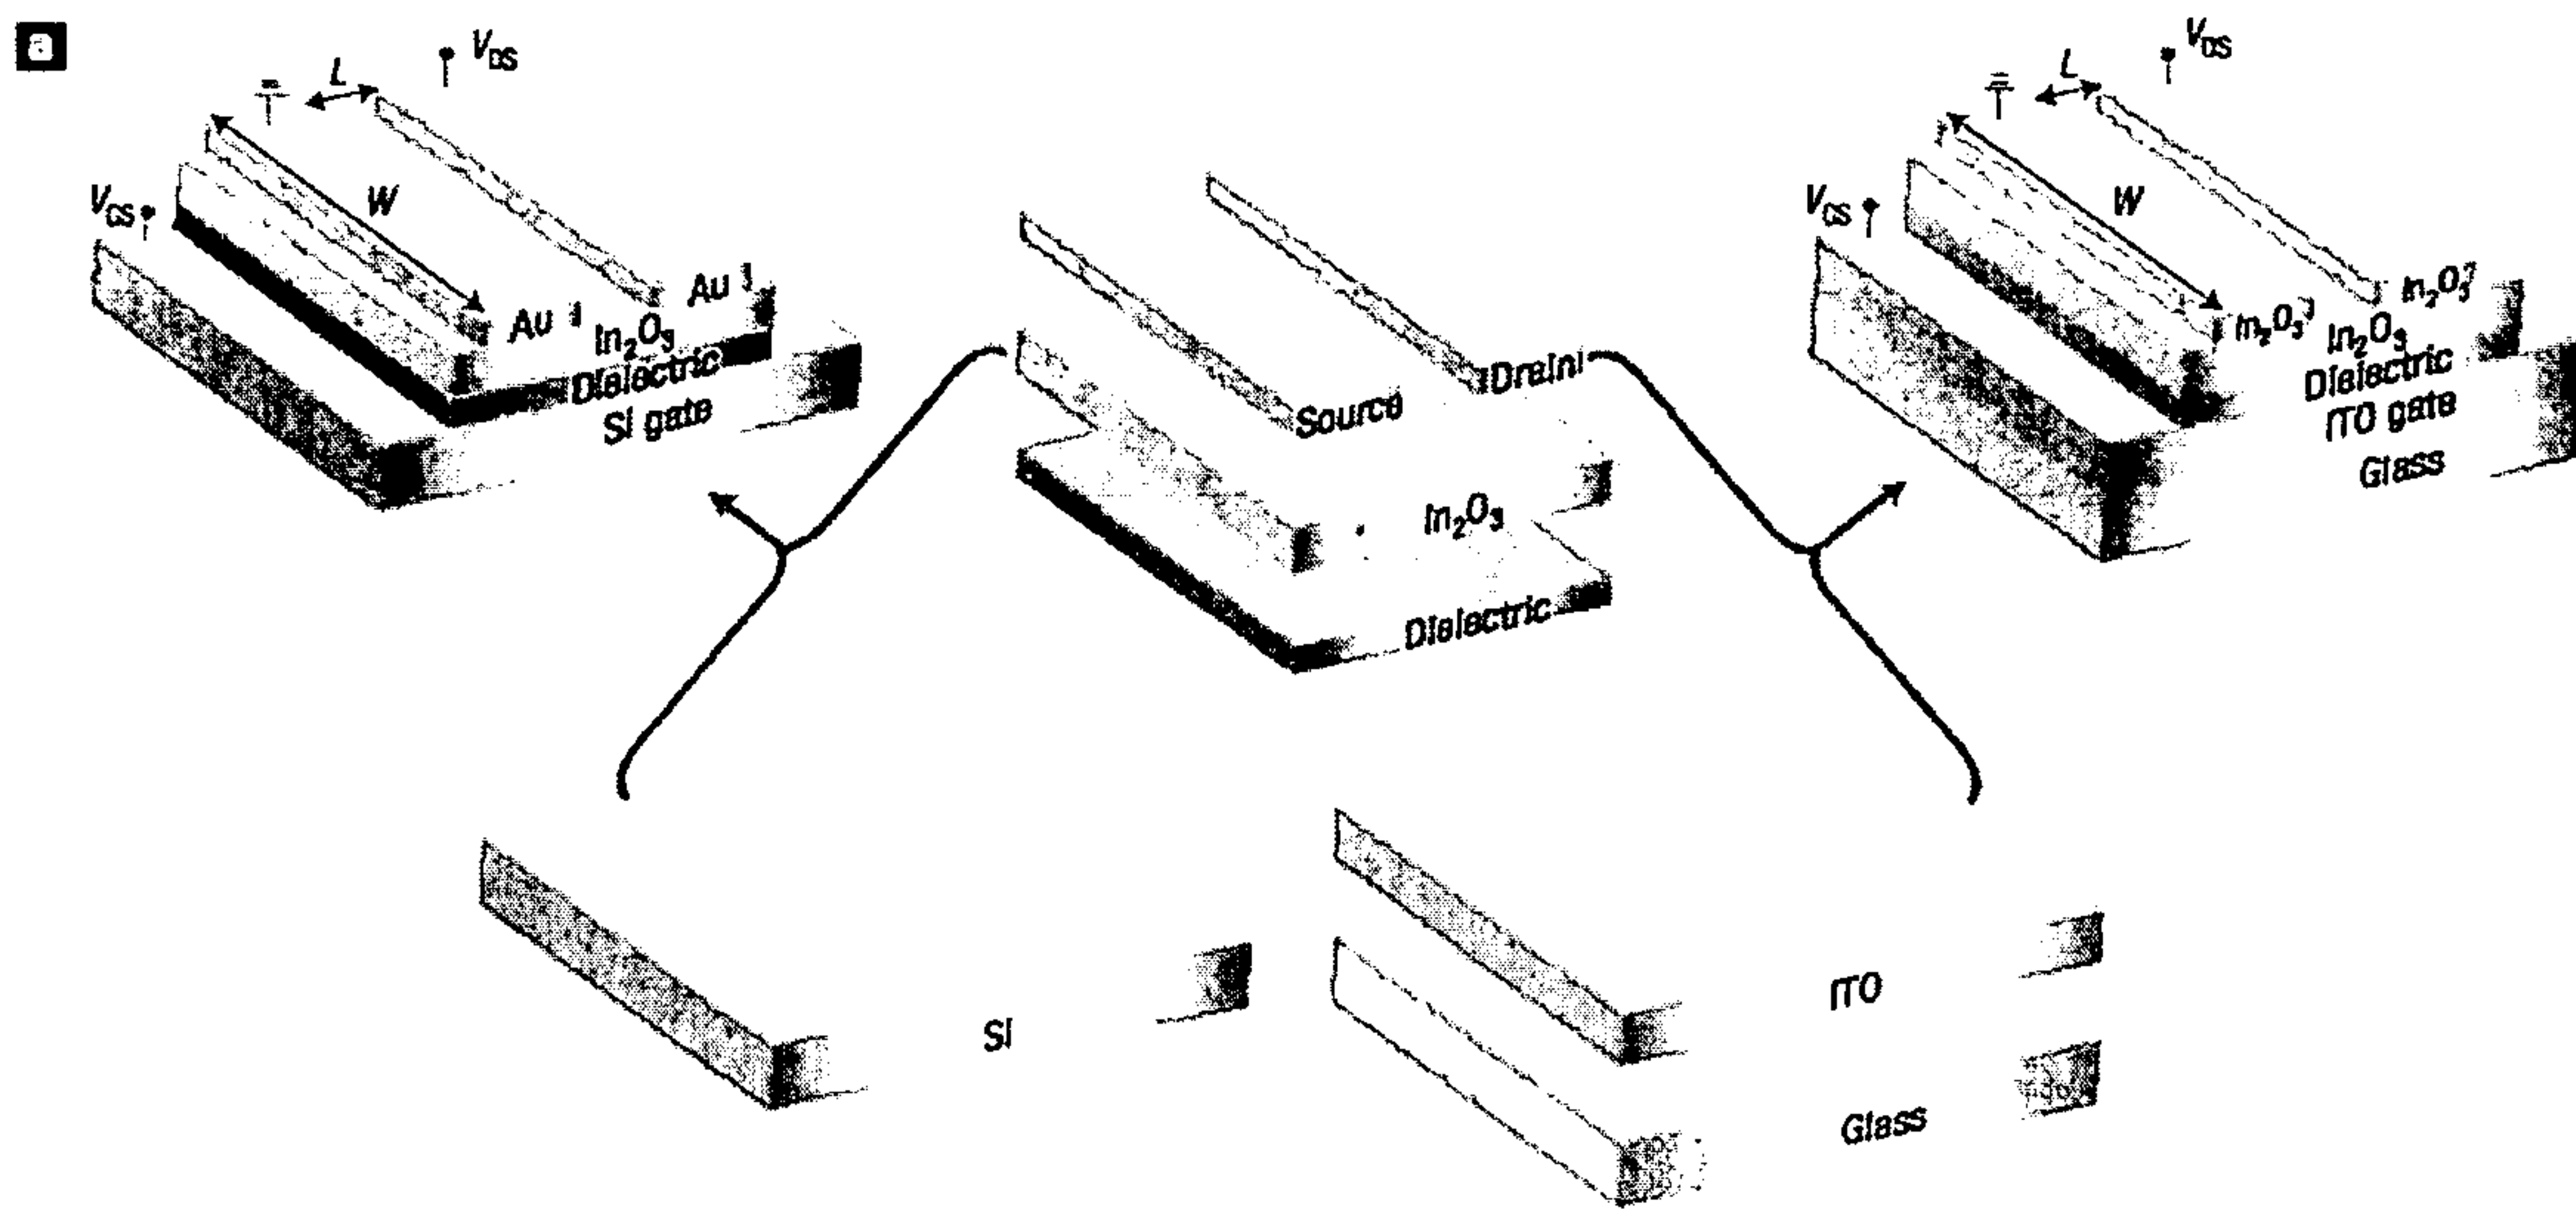 a
V_DS
L
W
V_GS
Au
Au
In₂O₃
Dielectric
Si gate
Source
Drain
In₂O₃
Dielectric
V_DS
L
W
V_GS
In₂O₃
In₂O₃
In₂O₃
Dielectric
ITO gate
Glass
Si
ITO
Glass